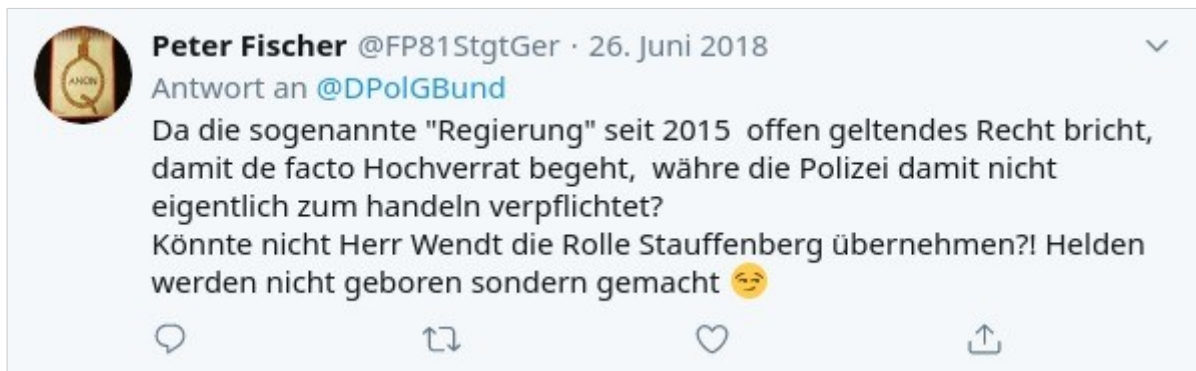 Peter Fischer @FP81StgtGer · 26. Juni 2018
Antwort an @DPolGBund
Da die sogenannte "Regierung" seit 2015 offen geltendes Recht bricht,
damit de facto Hochverrat begeht, währe die Polizei damit nicht
eigentlich zum handeln verpflichtet?
Könnte nicht Herr Wendt die Rolle Stauffenberg übernehmen?! Helden
werden nicht geboren sondern gemacht 😏
ANON